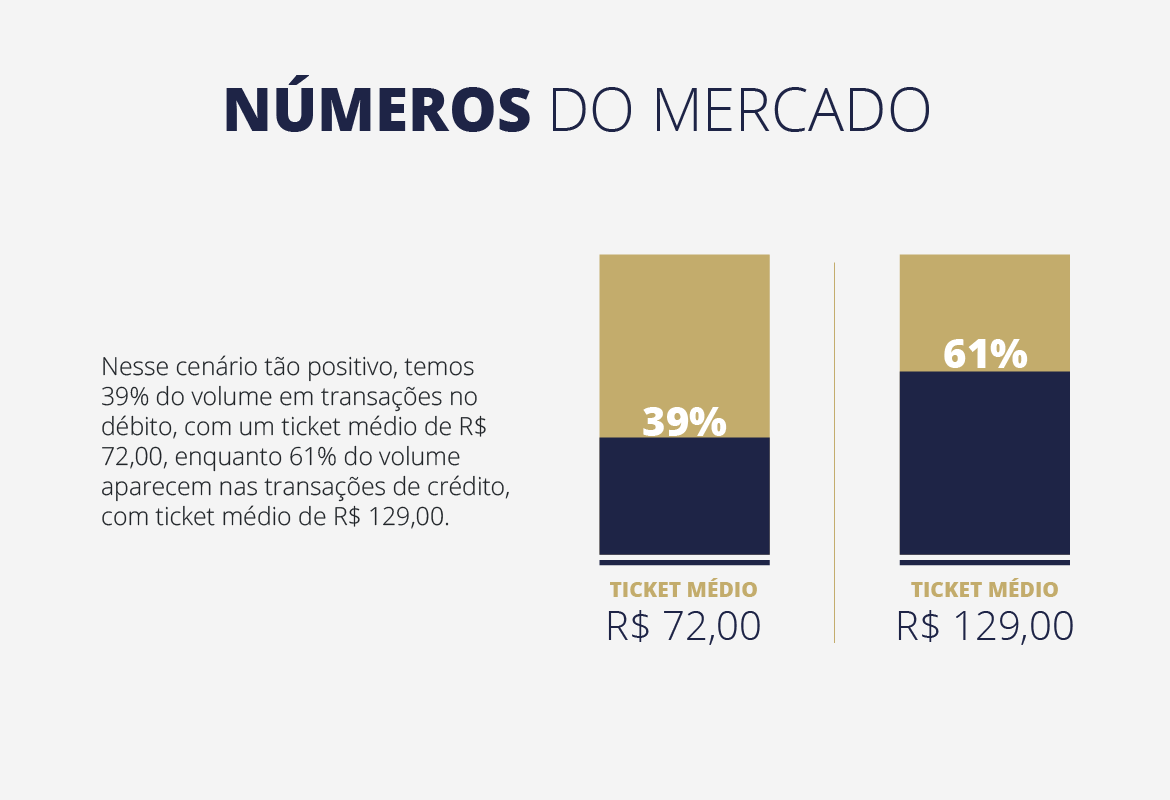 NÚMEROS DO MERCADO
Nesse cenário tão positivo, temos
39% do volume em transações no
débito, com um ticket médio de R$
72,00, enquanto 61% do volume
aparecem nas transações de crédito,
com ticket médio de R$ 129,00.
39%
TICKET MÉDIO
R$ 72,00
61%
TICKET MÉDIO
R$ 129,00